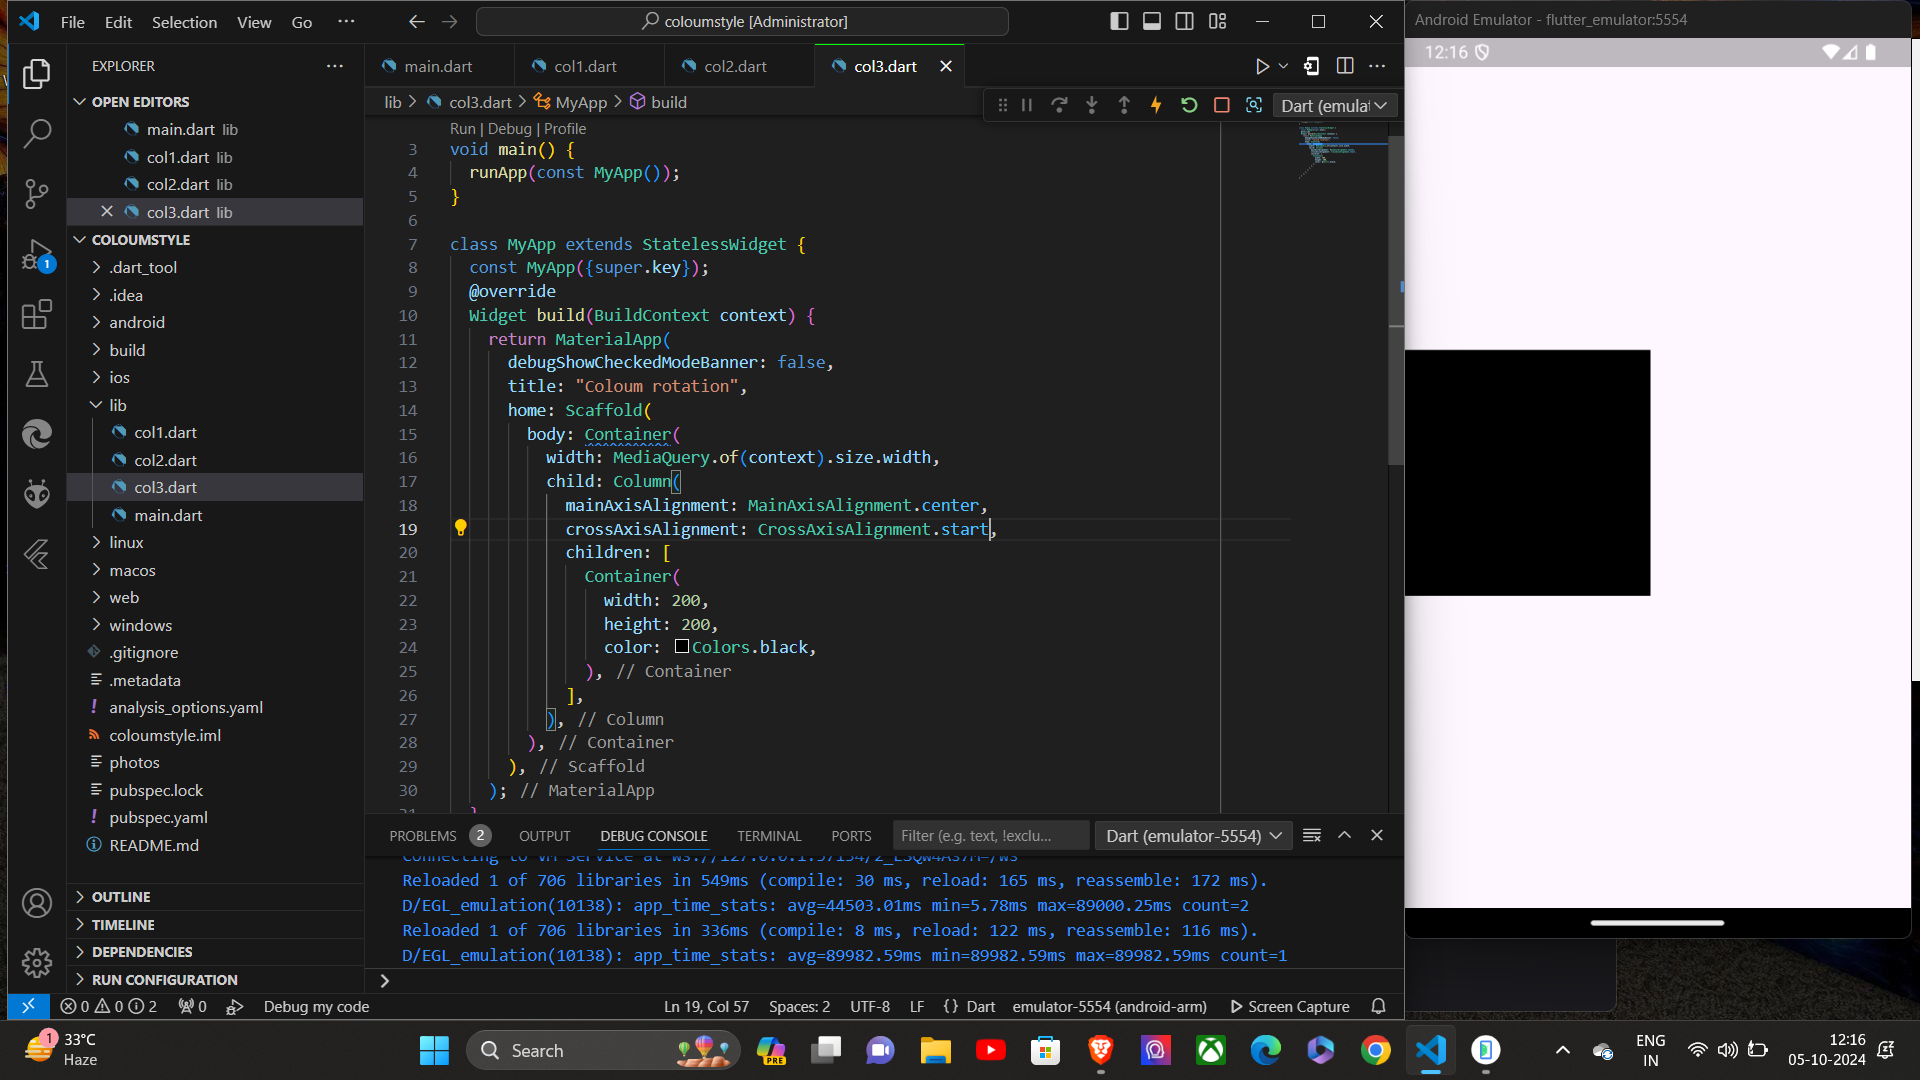 File Edit Selection View Go ···
coloumstyle [Administrator]
Android Emulator - flutter_emulator:5554
12:16
EXPLORER
main.dart
col1.dart
col2.dart
col3.dart
lib > col3.dart > MyApp > build
Dart (emulat
OPEN EDITORS
main.dart lib
col1.dart lib
col2.dart lib
col3.dart lib
COLOUMSTYLE
.dart_tool
.idea
android
build
ios
lib
col1.dart
col2.dart
col3.dart
main.dart
linux
macos
web
windows
.gitignore
.metadata
analysis_options.yaml
coloumstyle.iml
photos
pubspec.lock
pubspec.yaml
README.md
OUTLINE
TIMELINE
DEPENDENCIES
RUN CONFIGURATION
1
Run | Debug | Profile
3 void main() {
4 runApp(const MyApp());
5 }
6
7 class MyApp extends StatelessWidget {
8 const MyApp({super.key});
9 @override
10 Widget build(BuildContext context) {
11 return MaterialApp(
12 debugShowCheckedModeBanner: false,
13 title: "Coloum rotation",
14 home: Scaffold(
15 body: Container(
16 width: MediaQuery.of(context).size.width,
17 child: Column(
18 mainAxisAlignment: MainAxisAlignment.center,
19 crossAxisAlignment: CrossAxisAlignment.start,
20 children: [
21 Container(
22 width: 200,
23 height: 200,
24 color: Colors.black,
25 ), // Container
26 ],
27 ), // Column
28 ), // Container
29 ), // Scaffold
30 ); // MaterialApp
31 }
PROBLEMS 2 OUTPUT DEBUG CONSOLE TERMINAL PORTS Filter (e.g. text, !exclu... Dart (emulator-5554)
Reloaded 1 of 706 libraries in 549ms (compile: 30 ms, reload: 165 ms, reassemble: 172 ms).
D/EGL_emulation(10138): app_time_stats: avg=44503.01ms min=5.78ms max=89000.25ms count=2
Reloaded 1 of 706 libraries in 336ms (compile: 8 ms, reload: 122 ms, reassemble: 116 ms).
D/EGL_emulation(10138): app_time_stats: avg=89982.59ms min=89982.59ms max=89982.59ms count=1
>
0 0 2 0 Debug my code Ln 19, Col 57 Spaces: 2 UTF-8 LF {} Dart emulator-5554 (android-arm) Screen Capture
1
33°C
Haze
Search
PRE
ENG
IN
12:16
05-10-2024